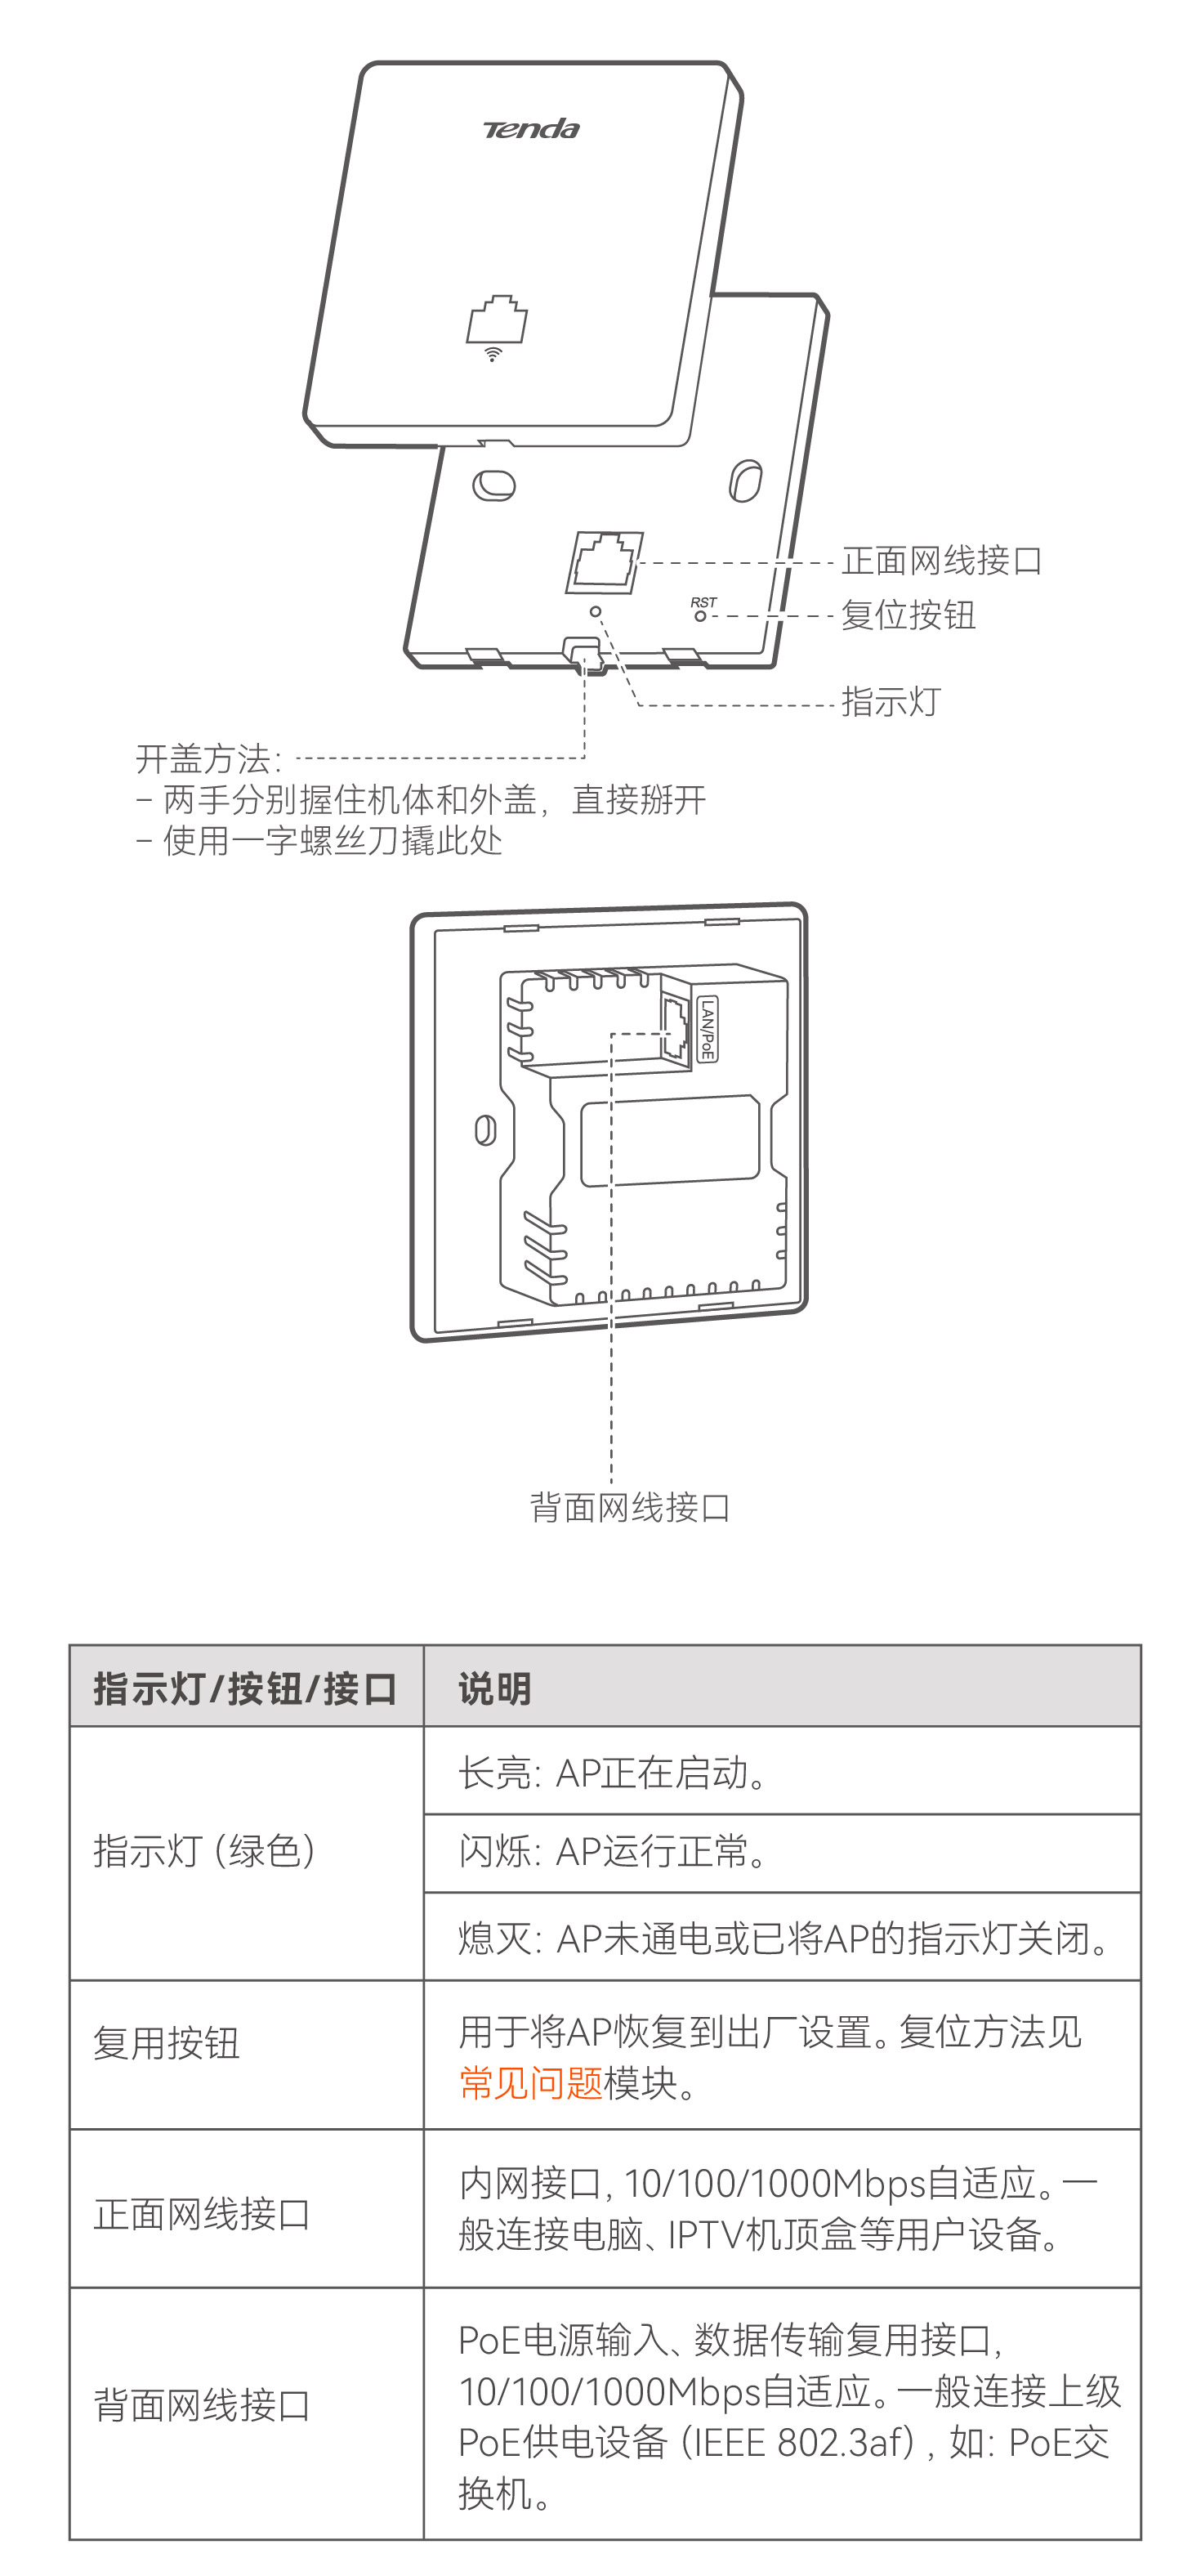 Tenda
正面网线接口
RST
复位按钮
指示灯
开盖方法：
- 两手分别握住机体和外盖，直接掰开
- 使用一字螺丝刀撬此处
LAN/PoE
背面网线接口
指示灯/按钮/接口
说明
指示灯（绿色）
长亮：AP正在启动。
闪烁：AP运行正常。
熄灭：AP未通电或已将AP的指示灯关闭。
复用按钮
用于将AP恢复到出厂设置。复位方法见
常见问题模块。
正面网线接口
内网接口，10/100/1000Mbps自适应。一
般连接电脑、IPTV机顶盒等用户设备。
背面网线接口
PoE电源输入、数据传输复用接口，
10/100/1000Mbps自适应。一般连接上级
PoE供电设备（IEEE 802.3af），如：PoE交
换机。